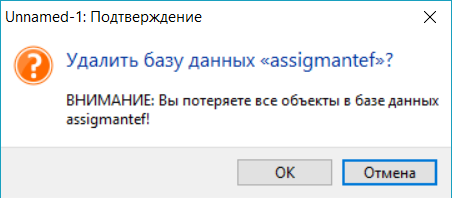 Unnamed-1: Подтверждение
Удалить базу данных «assigmantef»?
ВНИМАНИЕ: Вы потеряете все объекты в базе данных
assigmantef!
OK
Отмена